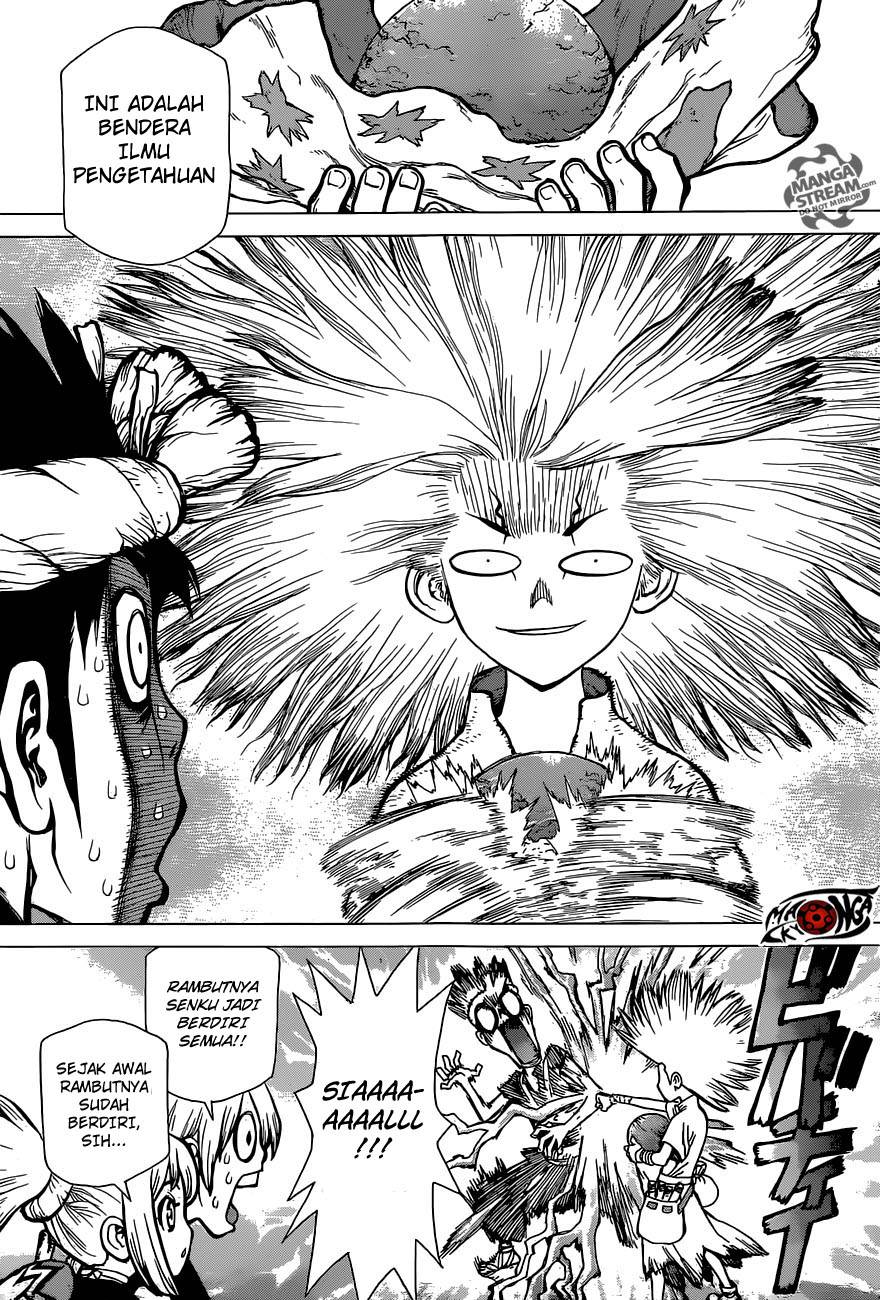 INI ADALAH
BENDERA
ILMU
PENGETAHUAN
MANGA
STREAM.com
DO NOT MIRROR!
RAMBUTNYA
SENKU JADI
BERDIRI
SEMUA!!
SEJAK AWAL
RAMBUTNYA
SUDAH
BERDIRI,
SIH...
SIAAAA-
AAAALLL
!!!